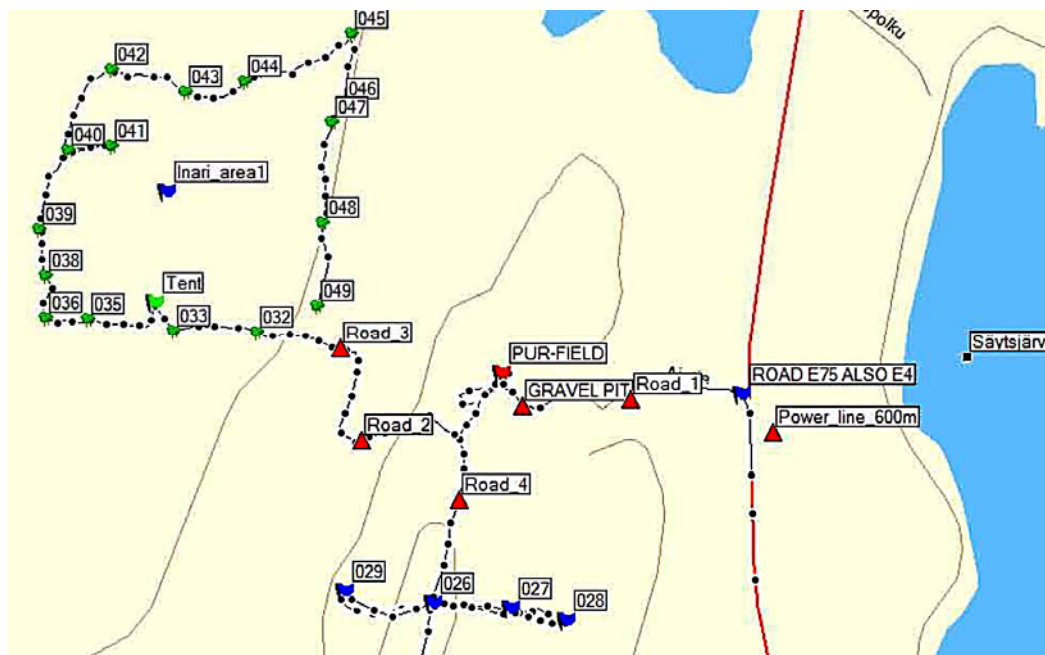 045
polku
042
044
043
046
047
040
041
Inari_area1
048
039
038
Tent
049
036
035
033
032
Road_3
PUR-FIELD
Säytsjärv
Road_1
ROAD E75 ALSO E4
GRAVEL PIT
Road_2
Power_line_600m
Road_4
029
026
027
028